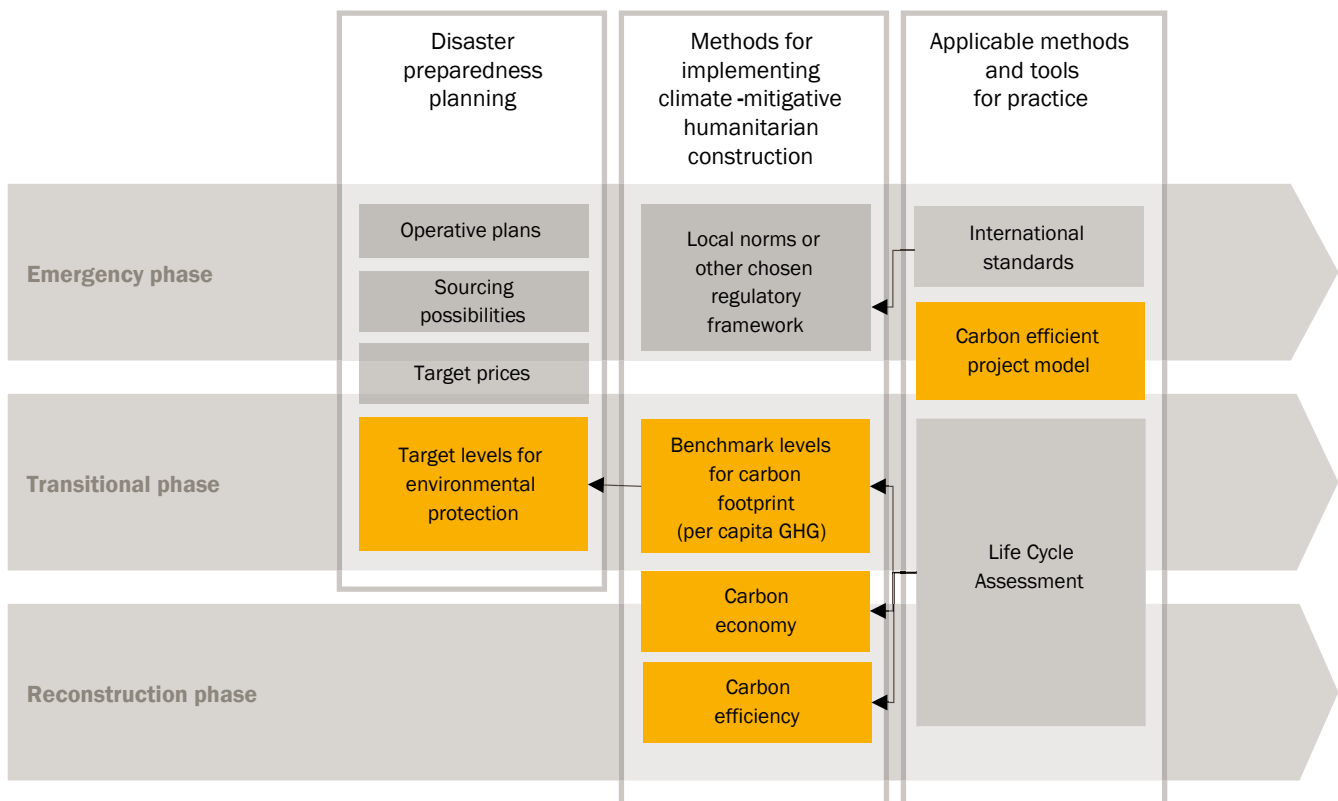 Disaster
preparedness
planning
Methods for
implementing
climate -mitigative
humanitarian
construction
Applicable methods
and tools
for practice
Emergency phase
Operative plans
Sourcing
possibilities
Target prices
Local norms or
other chosen
regulatory
framework
International
standards
Carbon efficient
project model
Transitional phase
Target levels for
environmental
protection
Benchmark levels
for carbon
footprint
(per capita GHG)
Life Cycle
Assessment
Reconstruction phase
Carbon
economy
Carbon
efficiency